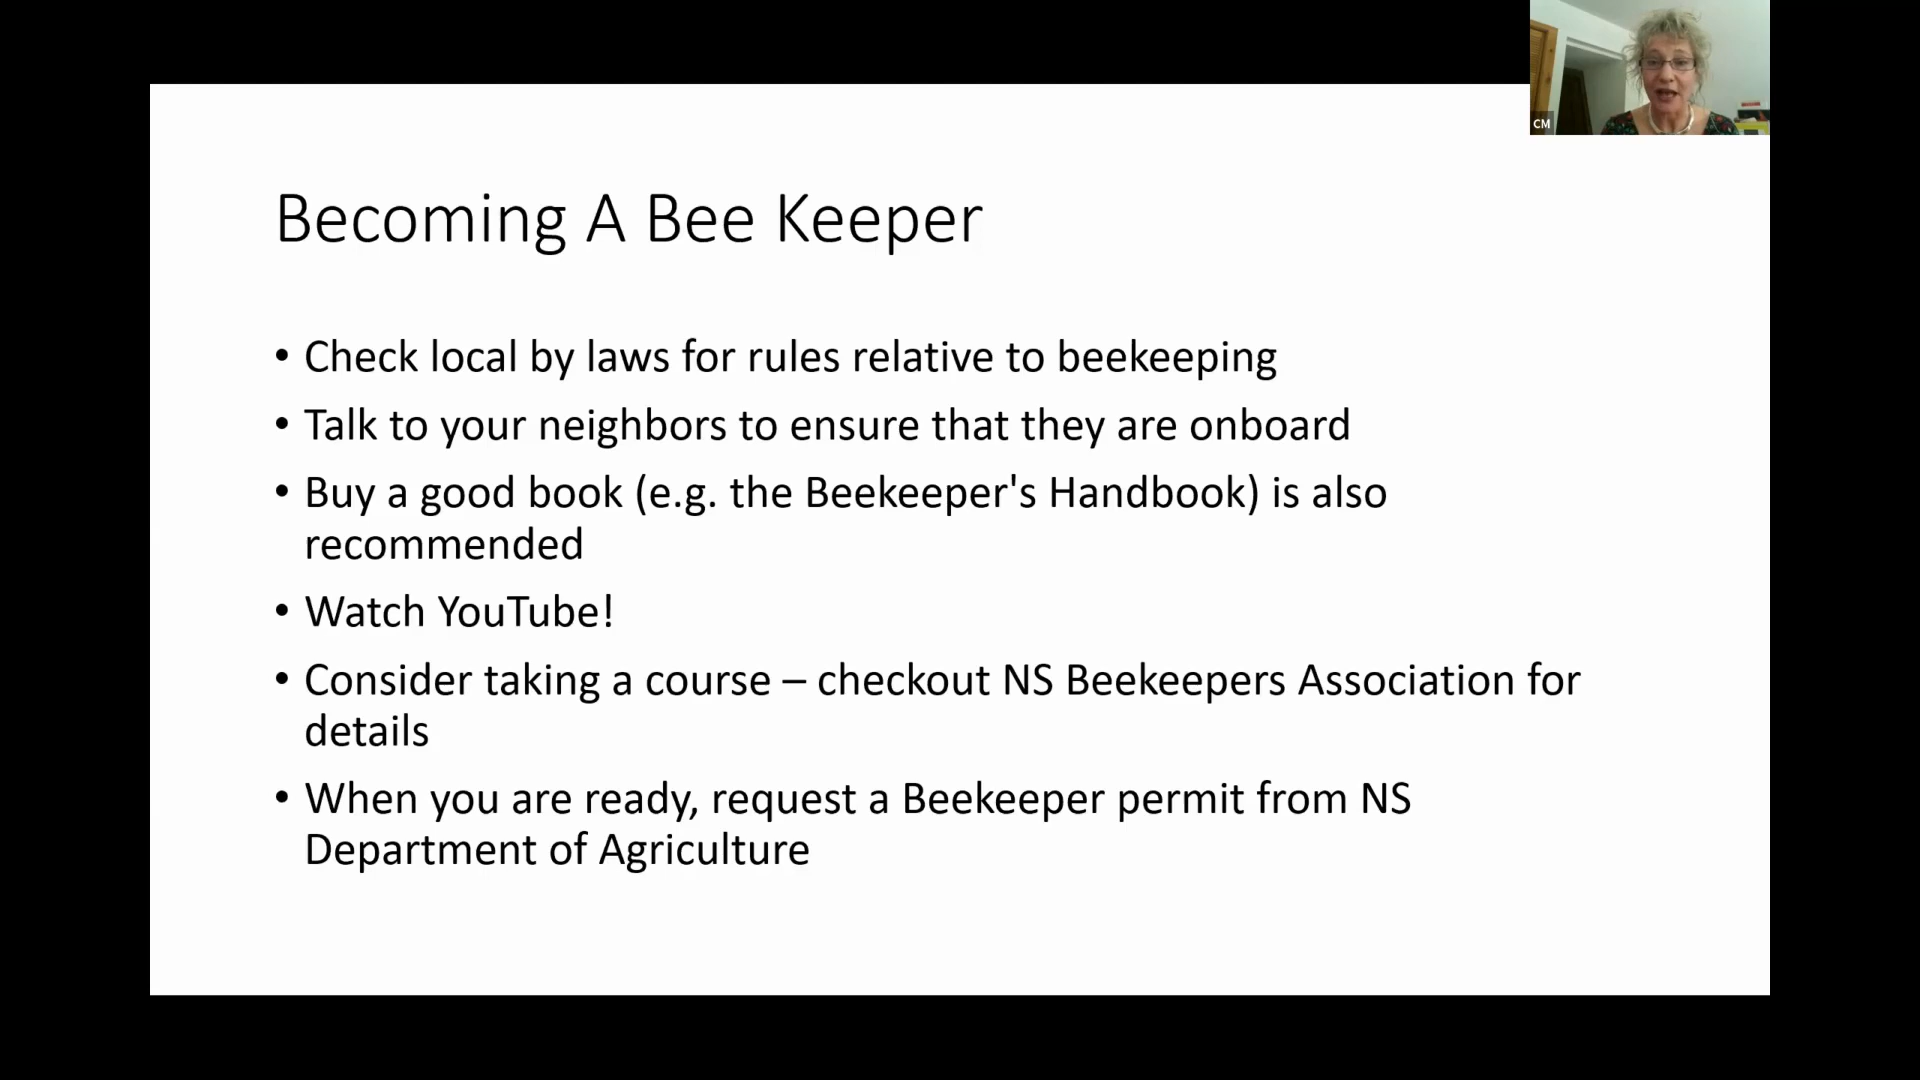 CM
Becoming A Bee Keeper
• Check local by laws for rules relative to beekeeping
• Talk to your neighbors to ensure that they are onboard
• Buy a good book (e.g. the Beekeeper's Handbook) is also
recommended
• Watch YouTube!
• Consider taking a course – checkout NS Beekeepers Association for
details
• When you are ready, request a Beekeeper permit from NS
Department of Agriculture